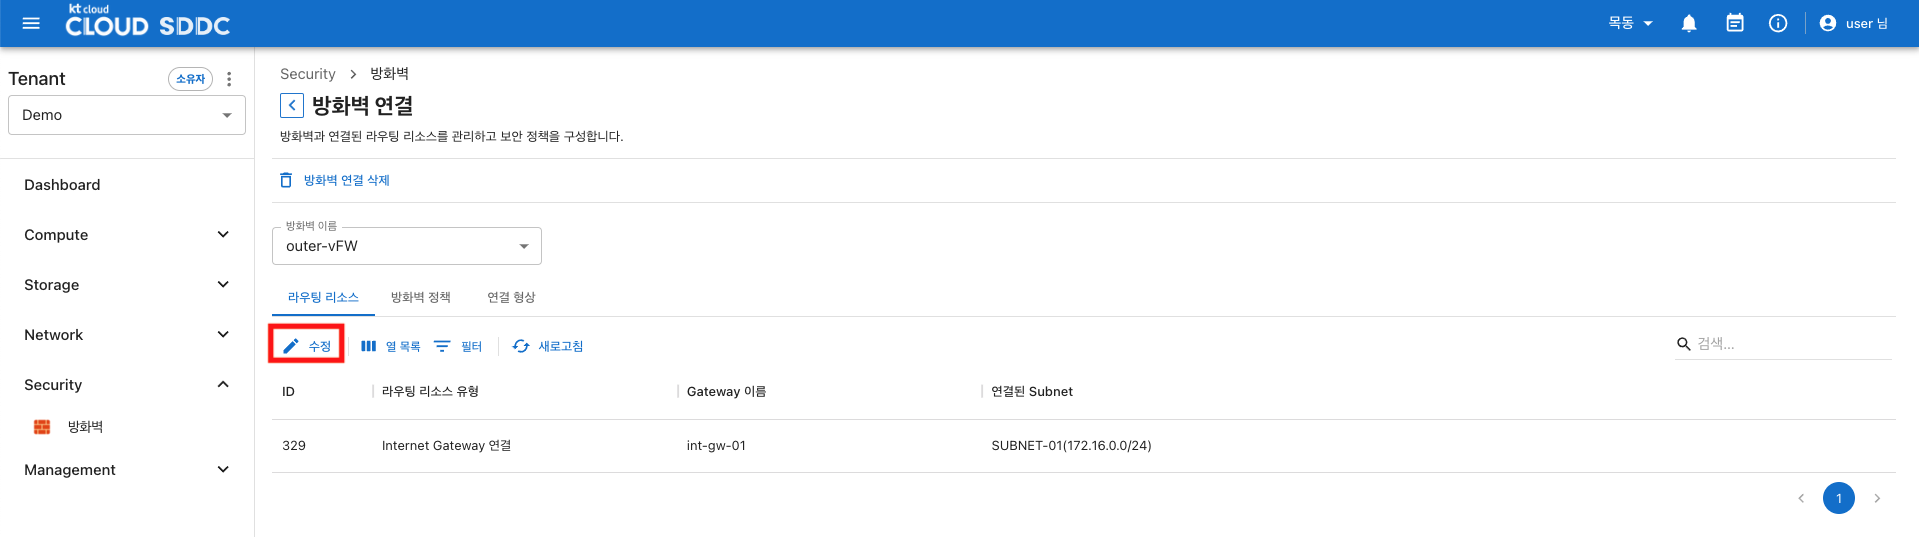 kt cloud
CLOUD SDDC
목동
user 님
Tenant
소유자
Demo
Dashboard
Compute
Storage
Network
Security
방화벽
Management
Security > 방화벽
방화벽 연결
방화벽과 연결된 라우팅 리소스를 관리하고 보안 정책을 구성합니다.
방화벽 연결 삭제
방화벽 이름
outer-vFW
라우팅 리소스 방화벽 정책 연결 형상
수정 열 목록 필터 새로고침 검색...
ID 라우팅 리소스 유형 Gateway 이름 연결된 Subnet
329 Internet Gateway 연결 int-gw-01 SUBNET-01(172.16.0.0/24)
1